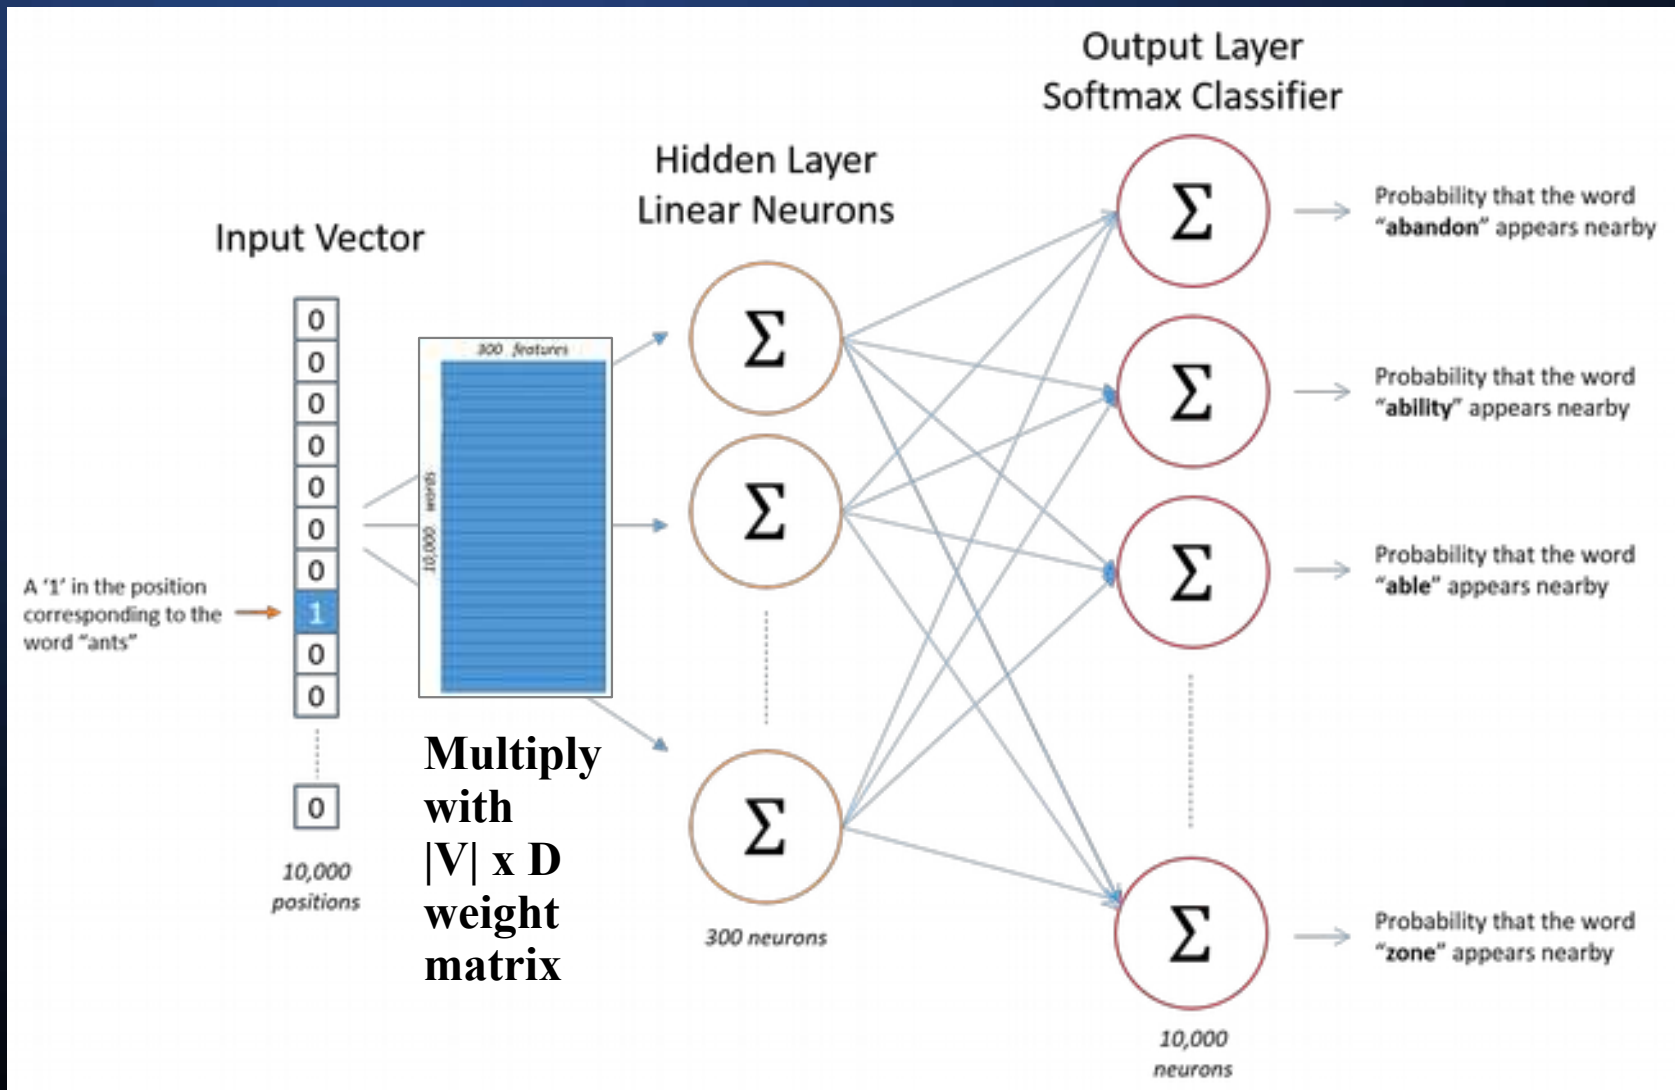 Output Layer
Softmax Classifier
Hidden Layer
Linear Neurons
Input Vector
0
0
0
0
0
0
0
1
0
0
0
A ‘1’ in the position
corresponding to the
word “ants”
10,000
positions
300 features
10,000 words
Multiply
with
|V| x D
weight
matrix
Σ
Σ
Σ
300 neurons
Σ
Σ
Σ
Σ
10,000
neurons
Probability that the word
“abandon” appears nearby
Probability that the word
“ability” appears nearby
Probability that the word
“able” appears nearby
Probability that the word
“zone” appears nearby